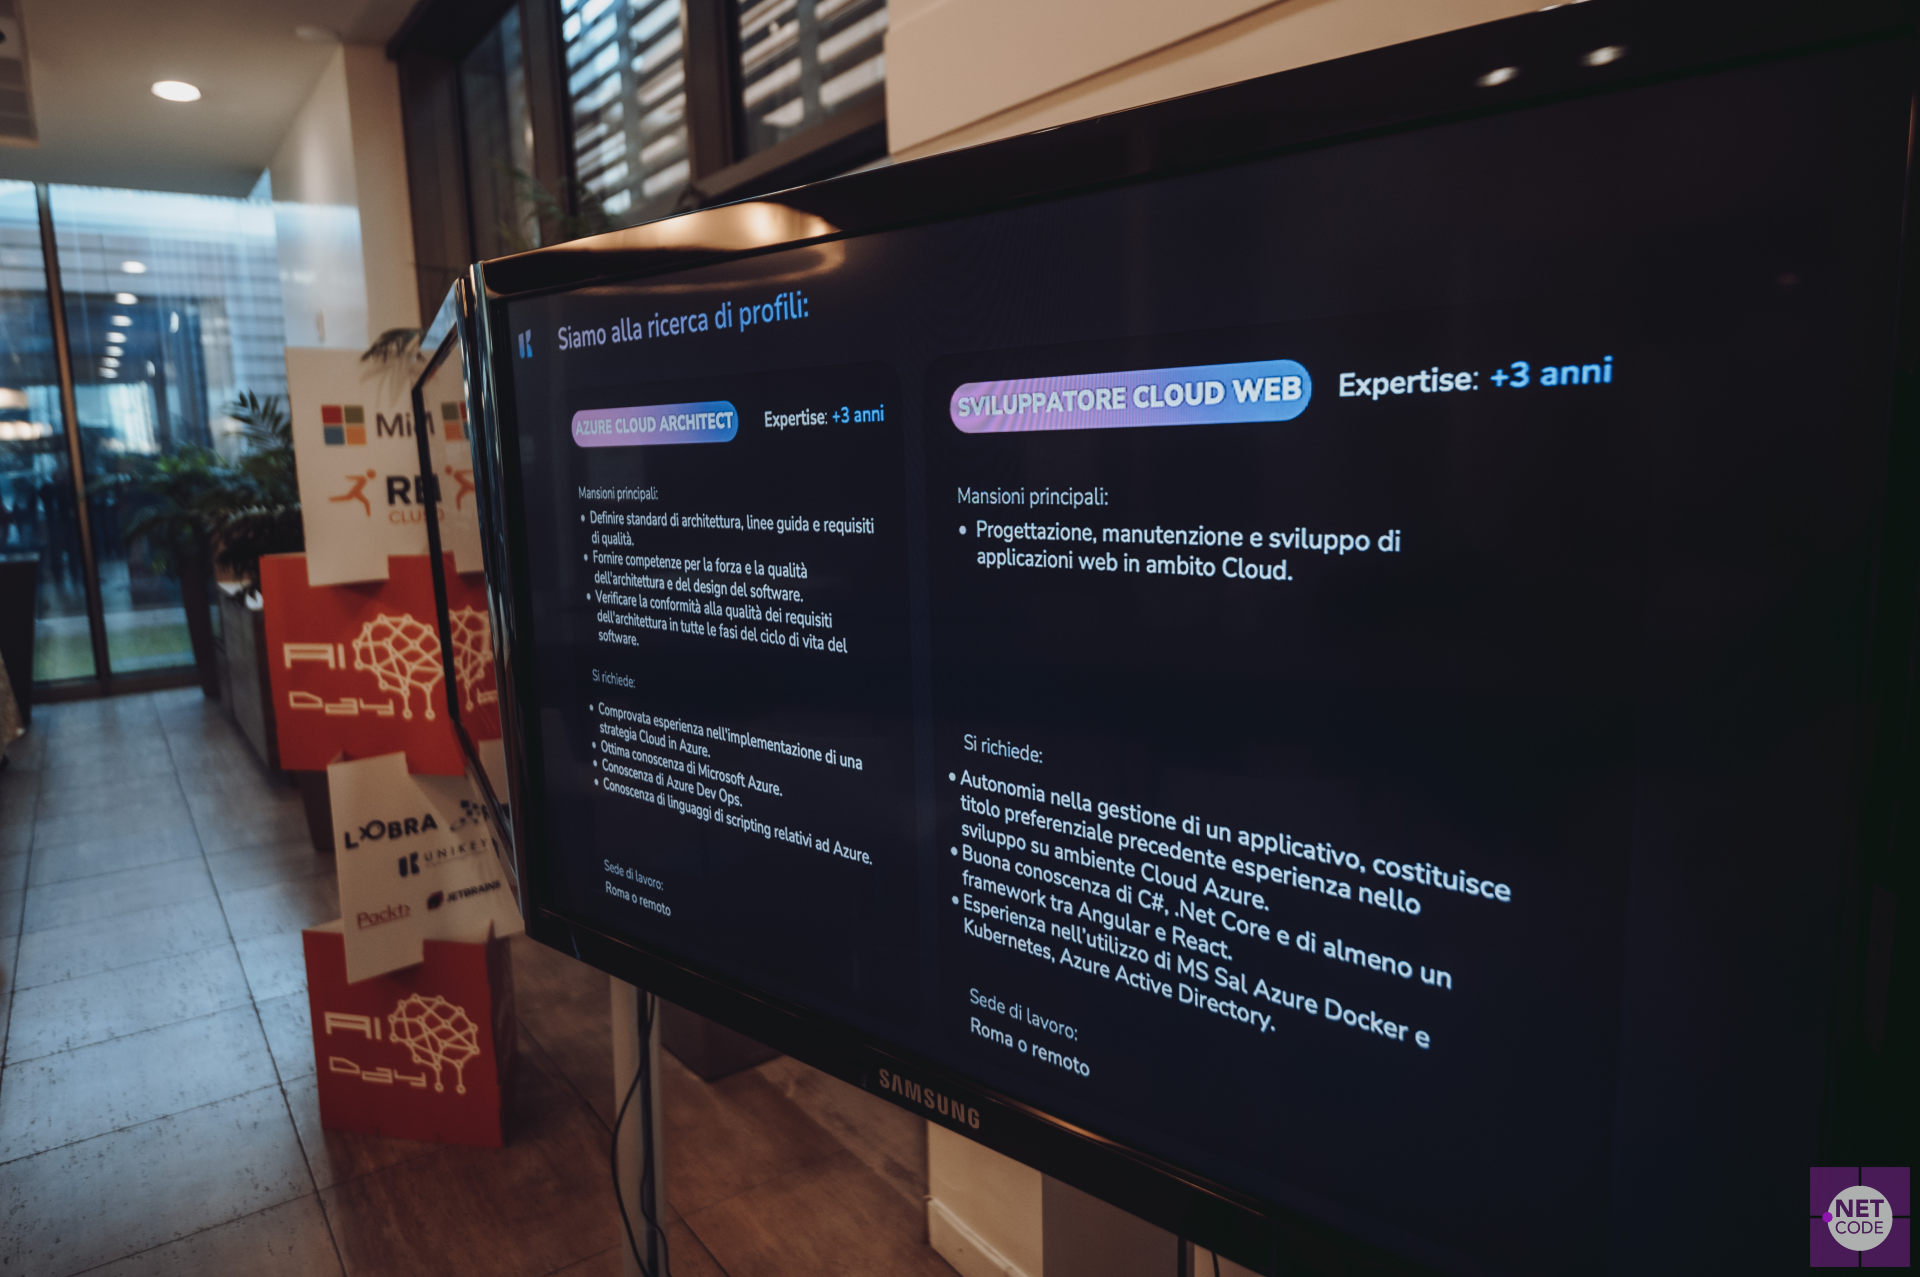 Siamo alla ricerca di profili:
AZURE CLOUD ARCHITECT
Expertise: +3 anni
Mansioni principali:
• Definire standard di architettura, linee guida e requisiti
di qualità.
• Fornire competenze per la forza e la qualità
dell'architettura e del design del software.
• Verificare la conformità alla qualità dei requisiti
dell'architettura in tutte le fasi del ciclo di vita del
software.
Si richiede:
• Comprovata esperienza nell'implementazione di una
strategia Cloud in Azure.
• Ottima conoscenza di Microsoft Azure.
• Conoscenza di Azure Dev Ops.
• Conoscenza di linguaggi di scripting relativi ad Azure.
Sede di lavoro:
Roma o remoto
SVILUPPATORE CLOUD WEB
Expertise: +3 anni
Mansioni principali:
• Progettazione, manutenzione e sviluppo di
applicazioni web in ambito Cloud.
Si richiede:
• Autonomia nella gestione di un applicativo, costituisce
titolo preferenziale precedente esperienza nello
sviluppo su ambiente Cloud Azure.
• Buona conoscenza di C#, .Net Core e di almeno un
framework tra Angular e React.
• Esperienza nell'utilizzo di MS Sal Azure Docker e
Kubernetes, Azure Active Directory.
Sede di lavoro:
Roma o remoto
SAMSUNG
AI
Day
LOBRA
UNIKEY
Packt>
JETBRAINS
AI
Day
.NET
CODE